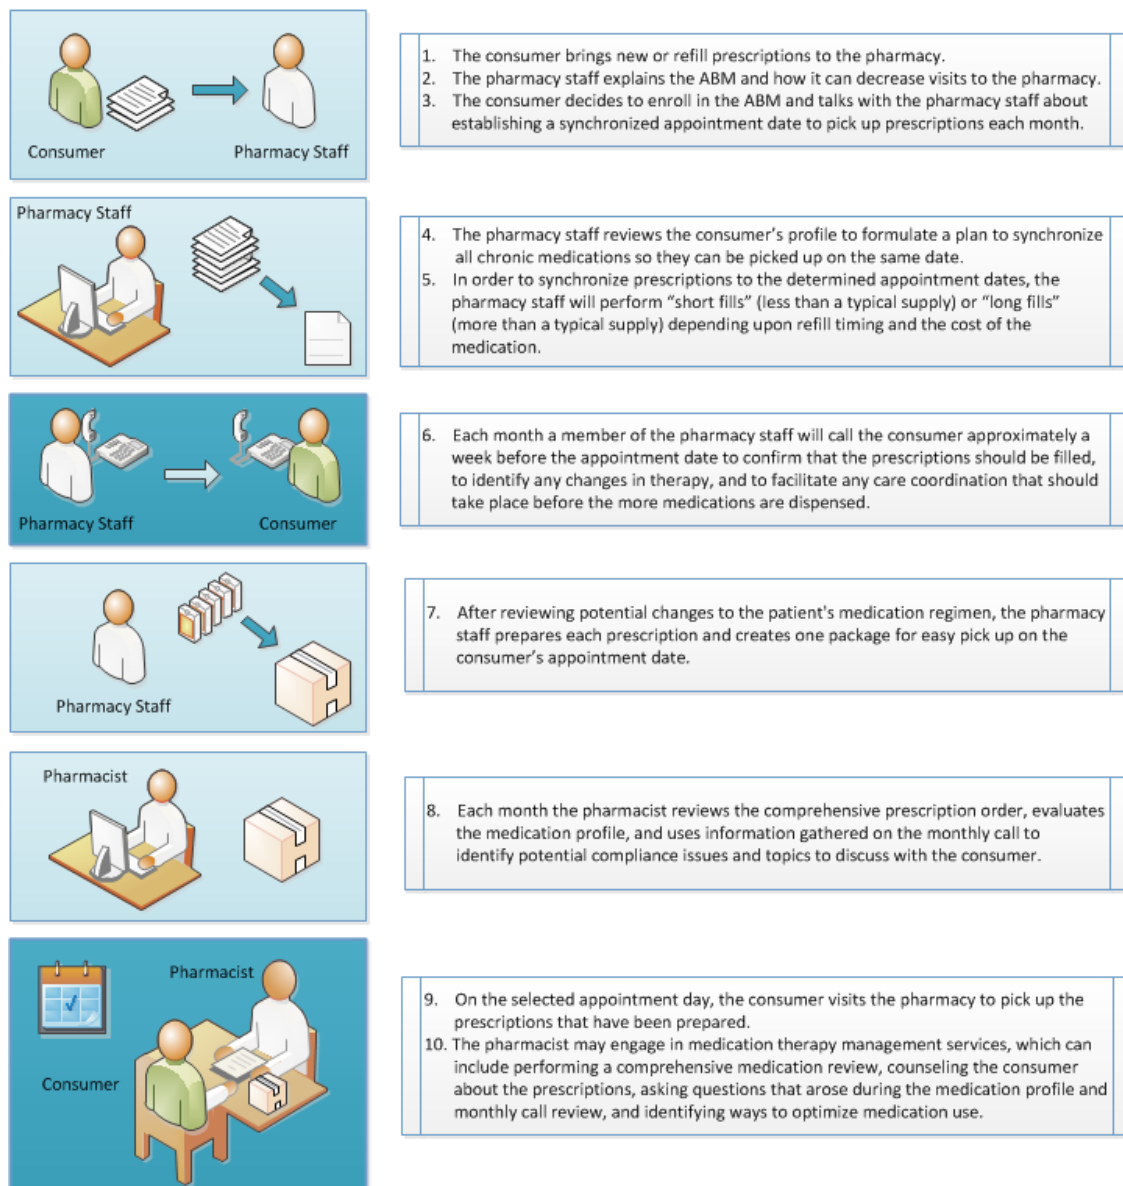 Consumer
Pharmacy Staff
1. The consumer brings new or refill prescriptions to the pharmacy.
2. The pharmacy staff explains the ABM and how it can decrease visits to the pharmacy.
3. The consumer decides to enroll in the ABM and talks with the pharmacy staff about
establishing a synchronized appointment date to pick up prescriptions each month.
Pharmacy Staff
4. The pharmacy staff reviews the consumer's profile to formulate a plan to synchronize
all chronic medications so they can be picked up on the same date.
5. In order to synchronize prescriptions to the determined appointment dates, the
pharmacy staff will perform “short fills” (less than a typical supply) or “long fills”
(more than a typical supply) depending upon refill timing and the cost of the
medication.
Pharmacy Staff
Consumer
6. Each month a member of the pharmacy staff will call the consumer approximately a
week before the appointment date to confirm that the prescriptions should be filled,
to identify any changes in therapy, and to facilitate any care coordination that should
take place before the more medications are dispensed.
Pharmacy Staff
7. After reviewing potential changes to the patient's medication regimen, the pharmacy
staff prepares each prescription and creates one package for easy pick up on the
consumer's appointment date.
Pharmacist
8. Each month the pharmacist reviews the comprehensive prescription order, evaluates
the medication profile, and uses information gathered on the monthly call to
identify potential compliance issues and topics to discuss with the consumer.
Pharmacist
Consumer
9. On the selected appointment day, the consumer visits the pharmacy to pick up the
prescriptions that have been prepared.
10. The pharmacist may engage in medication therapy management services, which can
include performing a comprehensive medication review, counseling the consumer
about the prescriptions, asking questions that arose during the medication profile and
monthly call review, and identifying ways to optimize medication use.